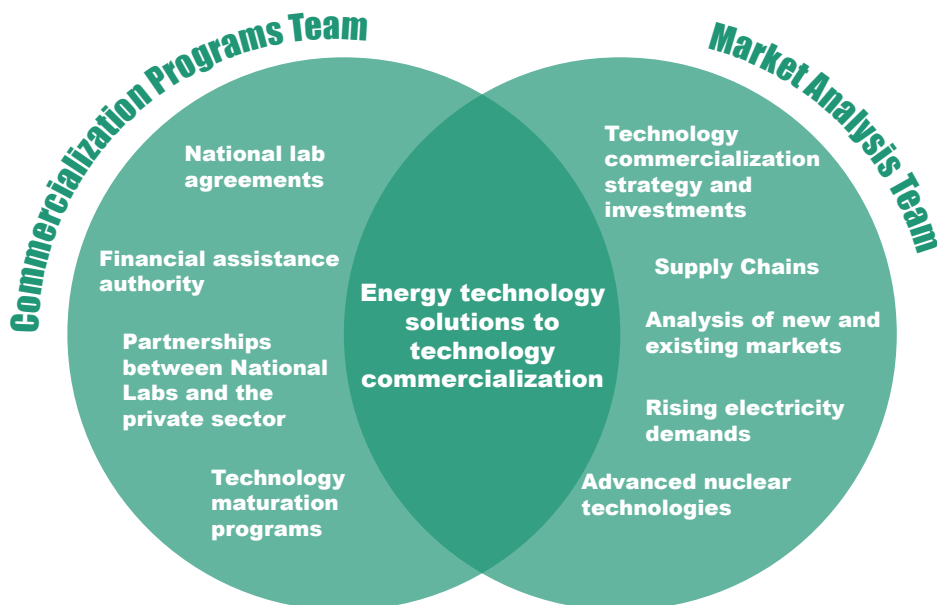 Commercialization Programs Team
National lab
agreements
Financial assistance
authority
Partnerships
between National
Labs and the
private sector
Technology
maturation
programs
Energy technology
solutions to
technology
commercialization
Market Analysis Team
Technology
commercialization
strategy and
investments
Supply Chains
Analysis of new and
existing markets
Rising electricity
demands
Advanced nuclear
technologies